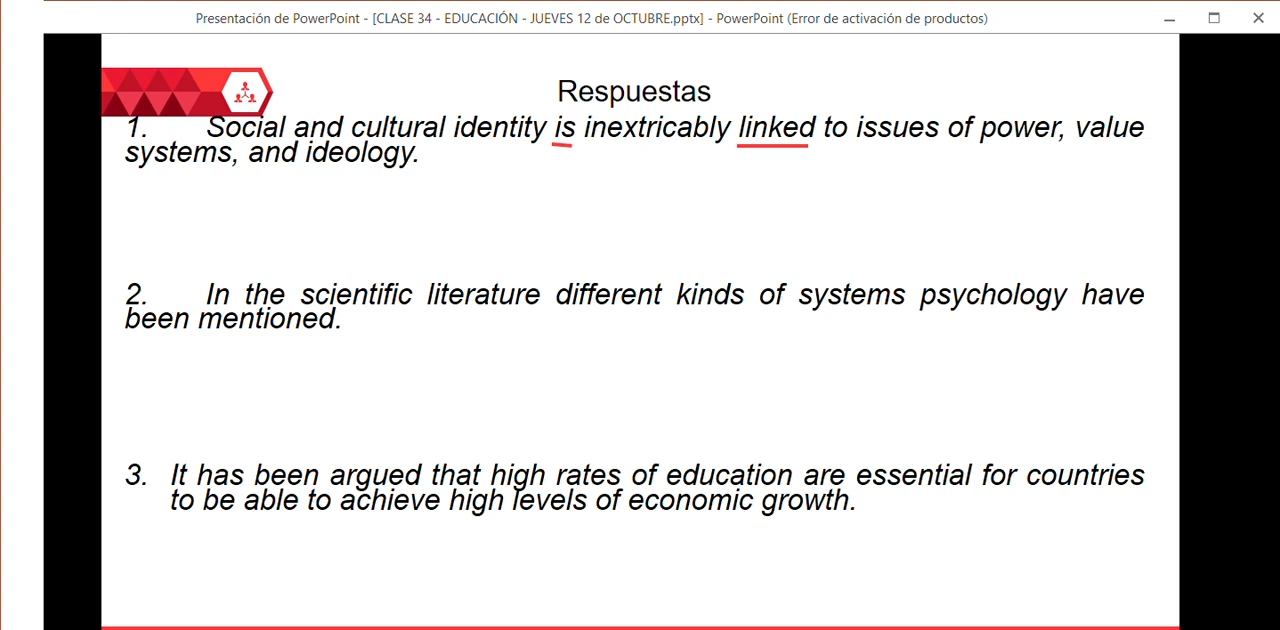 Presentación de PowerPoint - [CLASE 34 - EDUCACIÓN - JUEVES 12 de OCTUBRE.pptx] - PowerPoint (Error de activación de productos)
Respuestas
1. Social and cultural identity is inextricably linked to issues of power, value
systems, and ideology.
2. In the scientific literature different kinds of systems psychology have
been mentioned.
3. It has been argued that high rates of education are essential for countries
to be able to achieve high levels of economic growth.